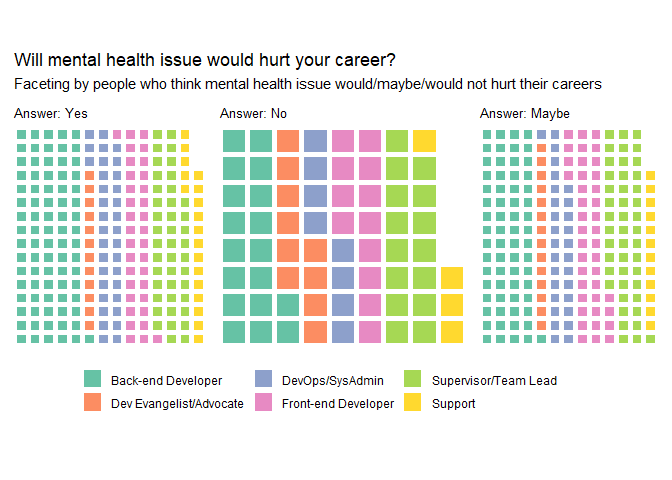 Will mental health issue would hurt your career?
Faceting by people who think mental health issue would/maybe/would not hurt their careers
Answer: Yes
Answer: No
Answer: Maybe
Back-end Developer
DevOps/SysAdmin
Supervisor/Team Lead
Dev Evangelist/Advocate
Front-end Developer
Support